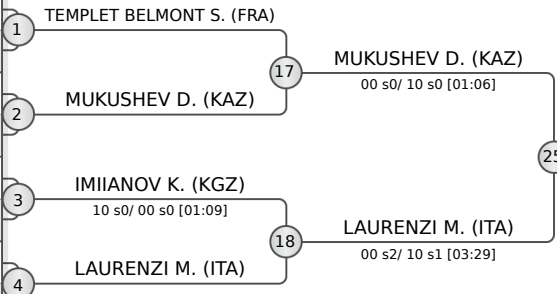 1
TEMPLET BELMONT S. (FRA)
17
MUKUSHEV D. (KAZ)
00 s0/ 10 s0 [01:06]
2
MUKUSHEV D. (KAZ)
25
3
IMIIANOV K. (KGZ)
10 s0/ 00 s0 [01:09]
18
LAURENZI M. (ITA)
00 s2/ 10 s1 [03:29]
4
LAURENZI M. (ITA)